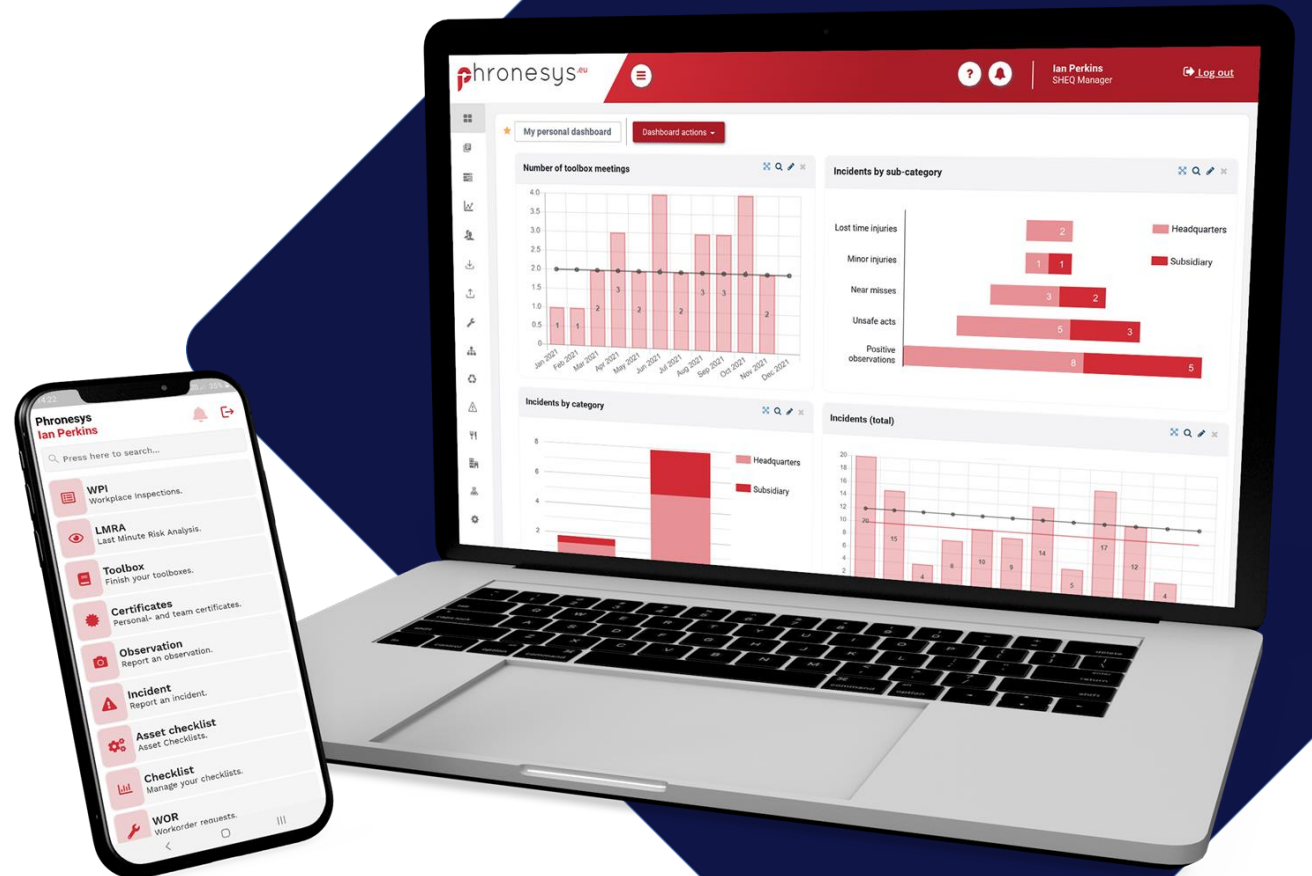 phronesys.eu
Ian Perkins
SHEQ Manager
Log out
My personal dashboard
Dashboard actions
Number of toolbox meetings
4.0
3.5
3.0
2.5
2.0
1.5
1.0
0.5
0
1 1 2 3 2 2 3 3 2
Jan 2021 Feb 2021 Mar 2021 Apr 2021 May 2021 Jun 2021 Jul 2021 Aug 2021 Sep 2021 Oct 2021 Nov 2021 Dec 2021
Incidents by sub-category
Lost time injuries 2
Minor injuries 1 1
Near misses 3 2
Unsafe acts 5 3
Positive observations 8 5
Headquarters
Subsidiary
Incidents by category
8
6
4
2
Headquarters
Subsidiary
Incidents (total)
20
18
16
14
12
10
8
6
4
2
20 15 4 8 10 9 14 5 17 12 4
Phronesys
Ian Perkins
Press here to search...
WPI
Workplace Inspections.
LMRA
Last Minute Risk Analysis.
Toolbox
Finish your toolboxes.
Certificates
Personal- and team certificates.
Observation
Report an observation.
Incident
Report an incident.
Asset checklist
Asset Checklists.
Checklist
Manage your checklists.
WOR
Workorder requests.